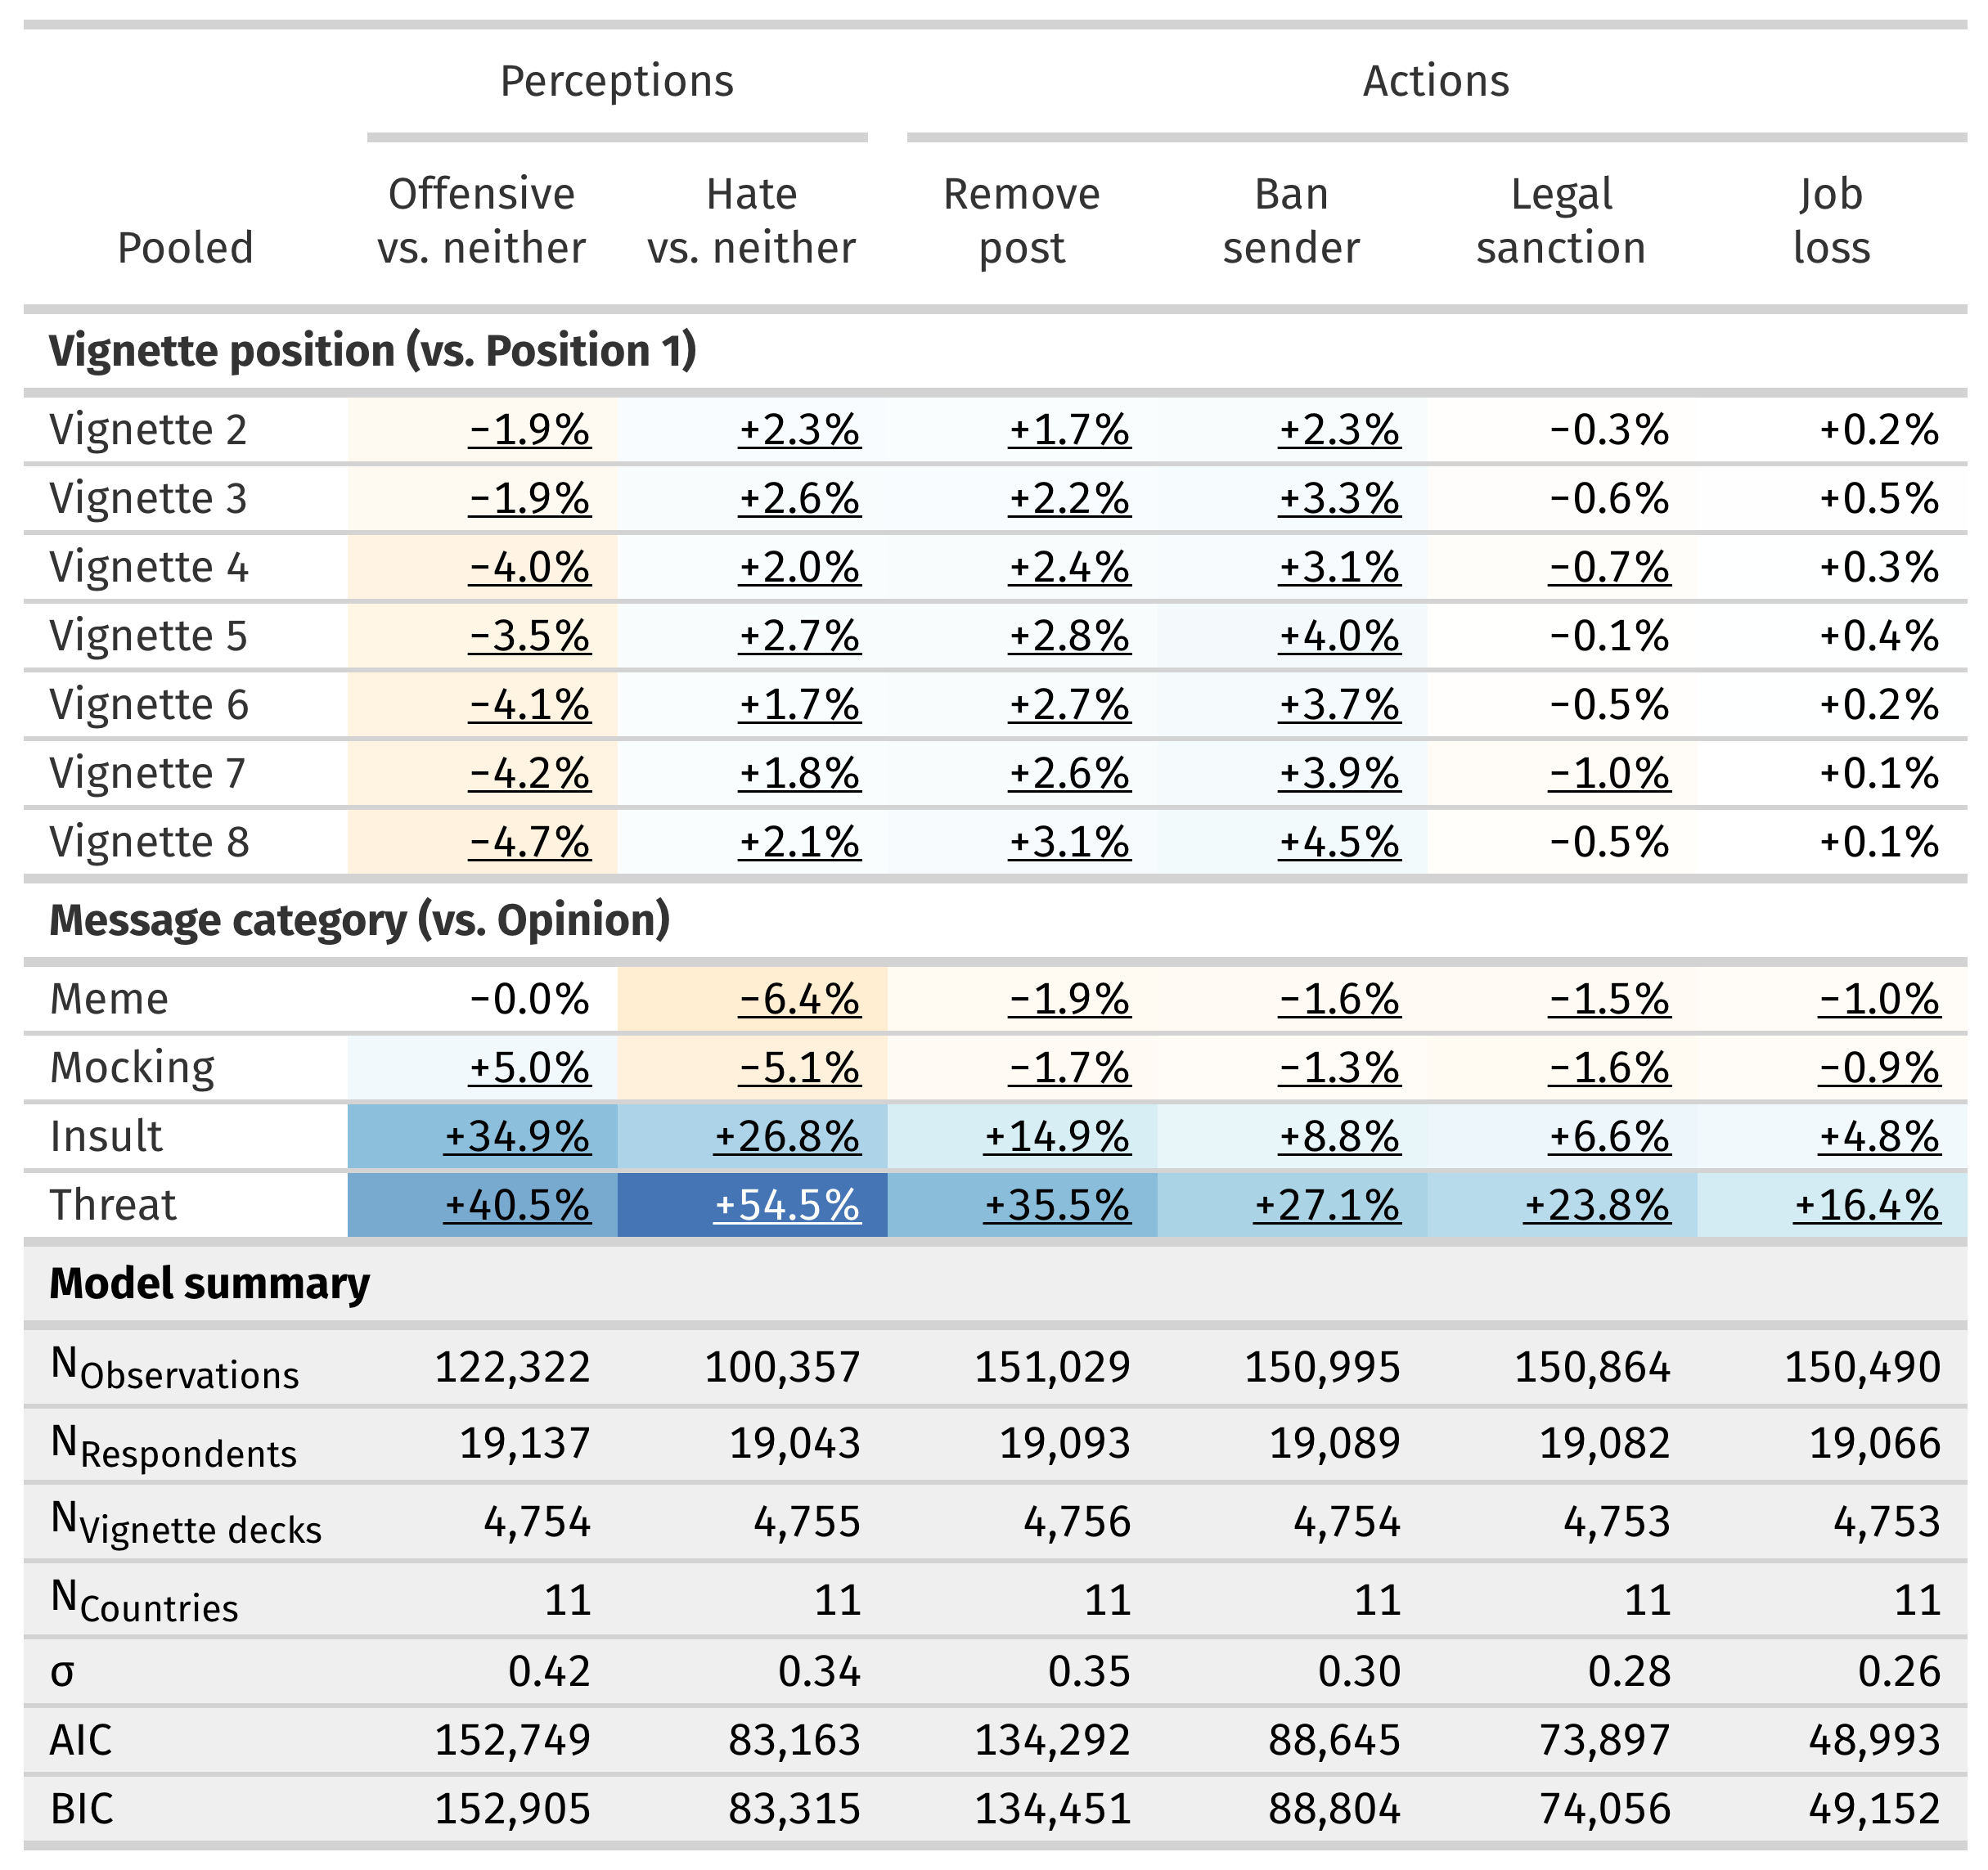 Perceptions Actions
Pooled Offensive vs. neither Hate vs. neither Remove post Ban sender Legal sanction Job loss
Vignette position (vs. Position 1)
Vignette 2 −1.9% +2.3% +1.7% +2.3% −0.3% +0.2%
Vignette 3 −1.9% +2.6% +2.2% +3.3% −0.6% +0.5%
Vignette 4 −4.0% +2.0% +2.4% +3.1% −0.7% +0.3%
Vignette 5 −3.5% +2.7% +2.8% +4.0% −0.1% +0.4%
Vignette 6 −4.1% +1.7% +2.7% +3.7% −0.5% +0.2%
Vignette 7 −4.2% +1.8% +2.6% +3.9% −1.0% +0.1%
Vignette 8 −4.7% +2.1% +3.1% +4.5% −0.5% +0.1%
Message category (vs. Opinion)
Meme −0.0% −6.4% −1.9% −1.6% −1.5% −1.0%
Mocking +5.0% −5.1% −1.7% −1.3% −1.6% −0.9%
Insult +34.9% +26.8% +14.9% +8.8% +6.6% +4.8%
Threat +40.5% +54.5% +35.5% +27.1% +23.8% +16.4%
Model summary
N Observations 122,322 100,357 151,029 150,995 150,864 150,490
N Respondents 19,137 19,043 19,093 19,089 19,082 19,066
N Vignette decks 4,754 4,755 4,756 4,754 4,753 4,753
N Countries 11 11 11 11 11 11
σ 0.42 0.34 0.35 0.30 0.28 0.26
AIC 152,749 83,163 134,292 88,645 73,897 48,993
BIC 152,905 83,315 134,451 88,804 74,056 49,152